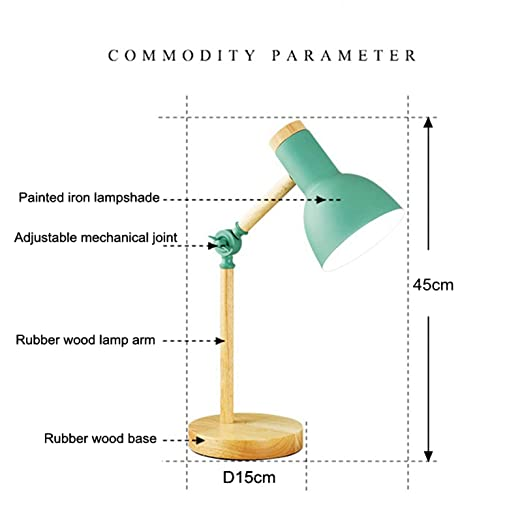 COMMODITY PARAMETER
Painted iron lampshade
Adjustable mechanical joint
45cm
Rubber wood lamp arm
Rubber wood base
D15cm